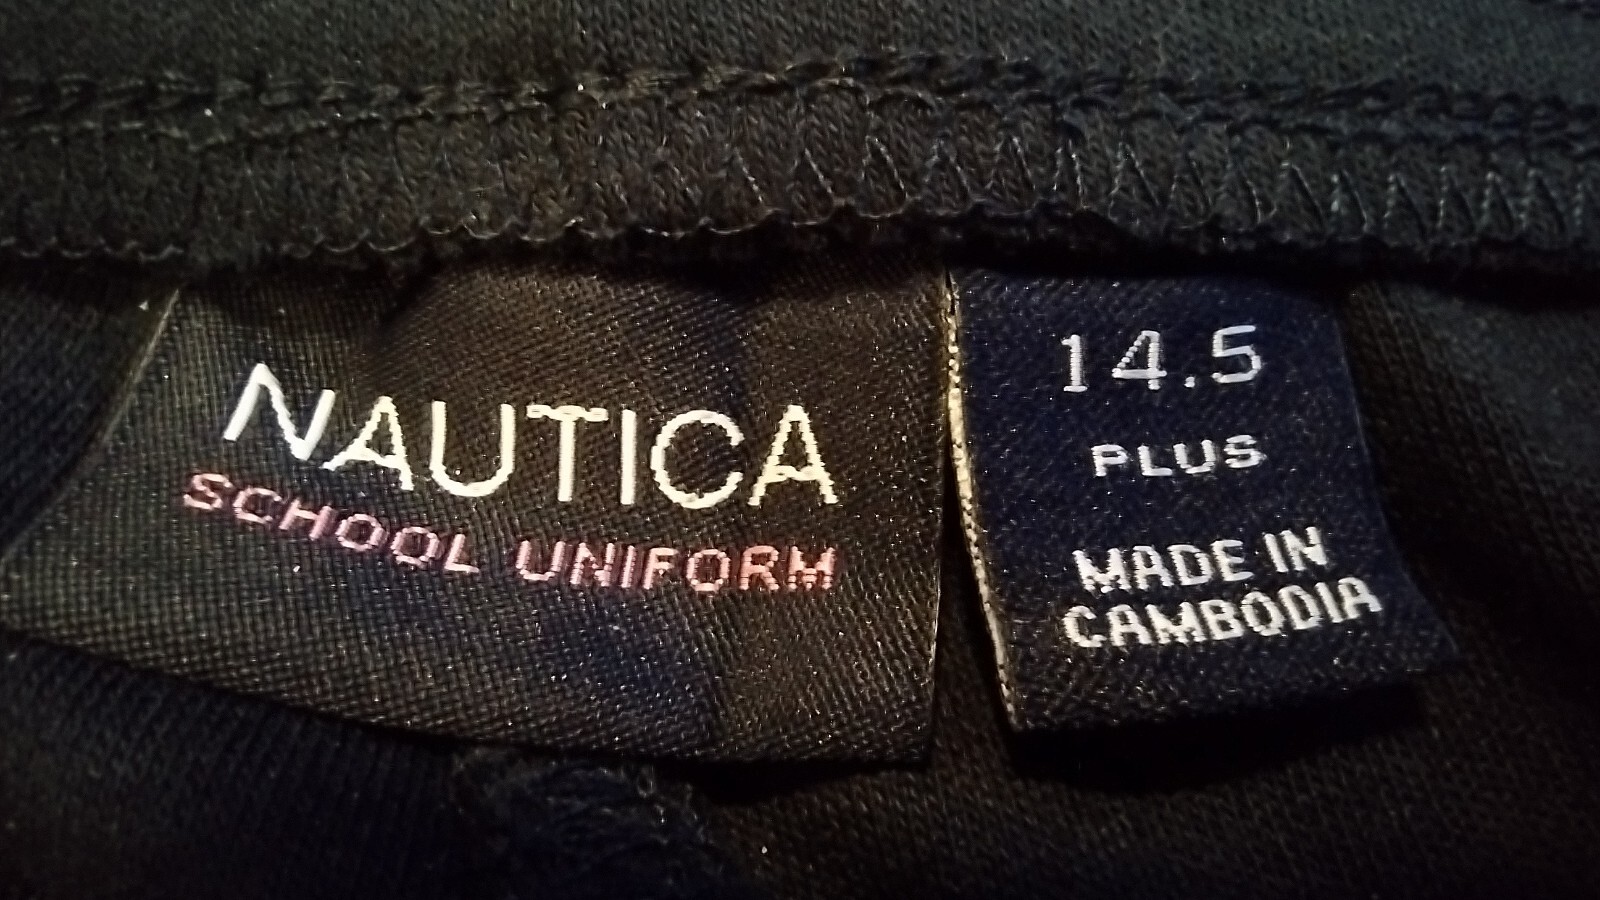 NAUTICA
SCHOOL UNIFORM
14.5
PLUS
MADE IN
CAMBODIA